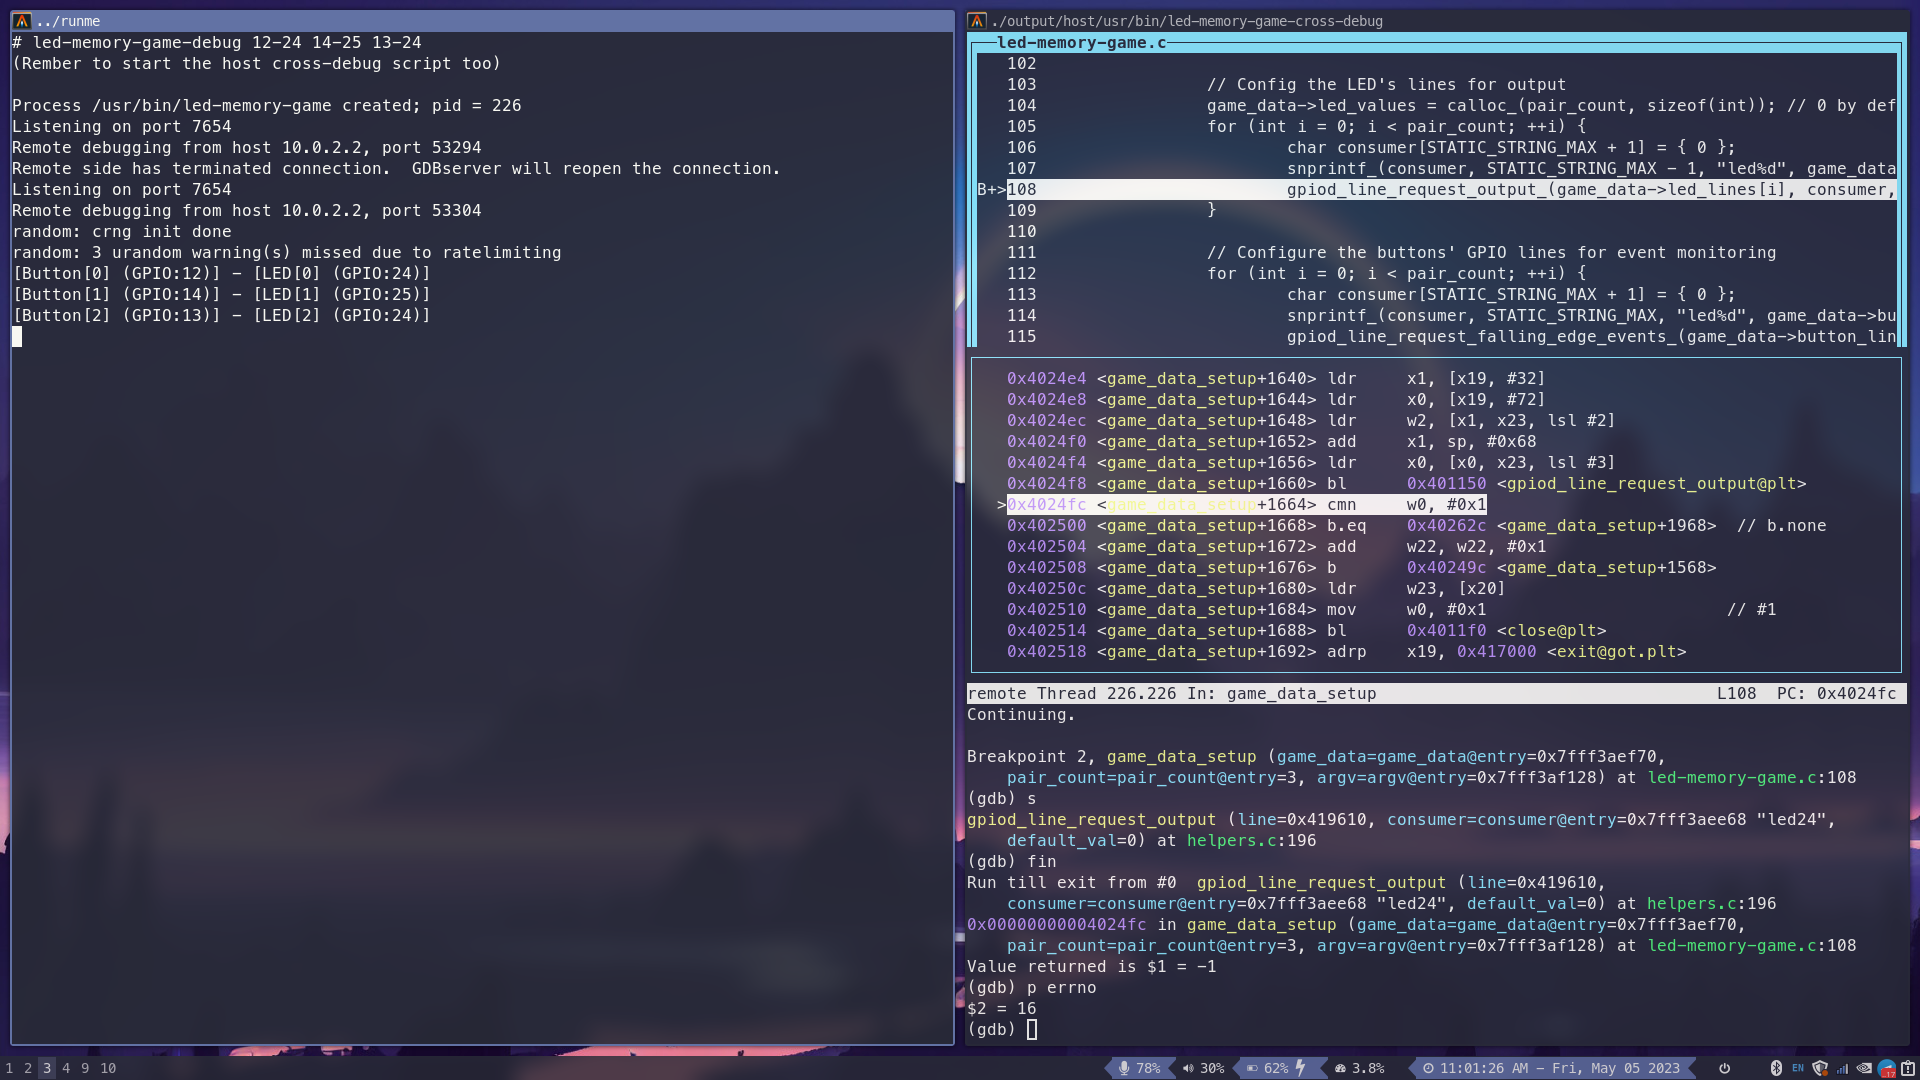 ../runme
# led-memory-game-debug 12-24 14-25 13-24
(Rember to start the host cross-debug script too)
Process /usr/bin/led-memory-game created; pid = 226
Listening on port 7654
Remote debugging from host 10.0.2.2, port 53294
Remote side has terminated connection.  GDBserver will reopen the connection.
Listening on port 7654
Remote debugging from host 10.0.2.2, port 53304
random: crng init done
random: 3 urandom warning(s) missed due to ratelimiting
[Button[0] (GPIO:12)] - [LED[0] (GPIO:24)]
[Button[1] (GPIO:14)] - [LED[1] (GPIO:25)]
[Button[2] (GPIO:13)] - [LED[2] (GPIO:24)]
./output/host/usr/bin/led-memory-game-cross-debug
led-memory-game.c
102
103 // Config the LED's lines for output
104 game_data->led_values = calloc_(pair_count, sizeof(int)); // 0 by def
105 for (int i = 0; i < pair_count; ++i) {
106 char consumer[STATIC_STRING_MAX + 1] = { 0 };
107 snprintf_(consumer, STATIC_STRING_MAX - 1, "led%d", game_data
B+>108 gpiod_line_request_output_(game_data->led_lines[i], consumer,
109 }
110
111 // Configure the buttons' GPIO lines for event monitoring
112 for (int i = 0; i < pair_count; ++i) {
113 char consumer[STATIC_STRING_MAX + 1] = { 0 };
114 snprintf_(consumer, STATIC_STRING_MAX, "led%d", game_data->bu
115 gpiod_line_request_falling_edge_events_(game_data->button_lin
0x4024e4 <game_data_setup+1640> ldr x1, [x19, #32]
0x4024e8 <game_data_setup+1644> ldr x0, [x19, #72]
0x4024ec <game_data_setup+1648> ldr w2, [x1, x23, lsl #2]
0x4024f0 <game_data_setup+1652> add x1, sp, #0x68
0x4024f4 <game_data_setup+1656> ldr x0, [x0, x23, lsl #3]
0x4024f8 <game_data_setup+1660> bl 0x401150 <gpiod_line_request_output@plt>
>0x4024fc <game_data_setup+1664> cmn w0, #0x1
0x402500 <game_data_setup+1668> b.eq 0x40262c <game_data_setup+1968>  // b.none
0x402504 <game_data_setup+1672> add w22, w22, #0x1
0x402508 <game_data_setup+1676> b 0x40249c <game_data_setup+1568>
0x40250c <game_data_setup+1680> ldr w23, [x20]
0x402510 <game_data_setup+1684> mov w0, #0x1 // #1
0x402514 <game_data_setup+1688> bl 0x4011f0 <close@plt>
0x402518 <game_data_setup+1692> adrp x19, 0x417000 <exit@got.plt>
remote Thread 226.226 In: game_data_setup L108 PC: 0x4024fc
Continuing.
Breakpoint 2, game_data_setup (game_data=game_data@entry=0x7fff3aef70,
pair_count=pair_count@entry=3, argv=argv@entry=0x7fff3af128) at led-memory-game.c:108
(gdb) s
gpiod_line_request_output (line=0x419610, consumer=consumer@entry=0x7fff3aee68 "led24",
default_val=0) at helpers.c:196
(gdb) fin
Run till exit from #0  gpiod_line_request_output (line=0x419610,
consumer=consumer@entry=0x7fff3aee68 "led24", default_val=0) at helpers.c:196
0x00000000004024fc in game_data_setup (game_data=game_data@entry=0x7fff3aef70,
pair_count=pair_count@entry=3, argv=argv@entry=0x7fff3af128) at led-memory-game.c:108
Value returned is $1 = -1
(gdb) p errno
$2 = 16
(gdb)
1 2 3 4 9 10
78% 30% 62% 3.8% 11:01:26 AM - Fri, May 05 2023 EN 17